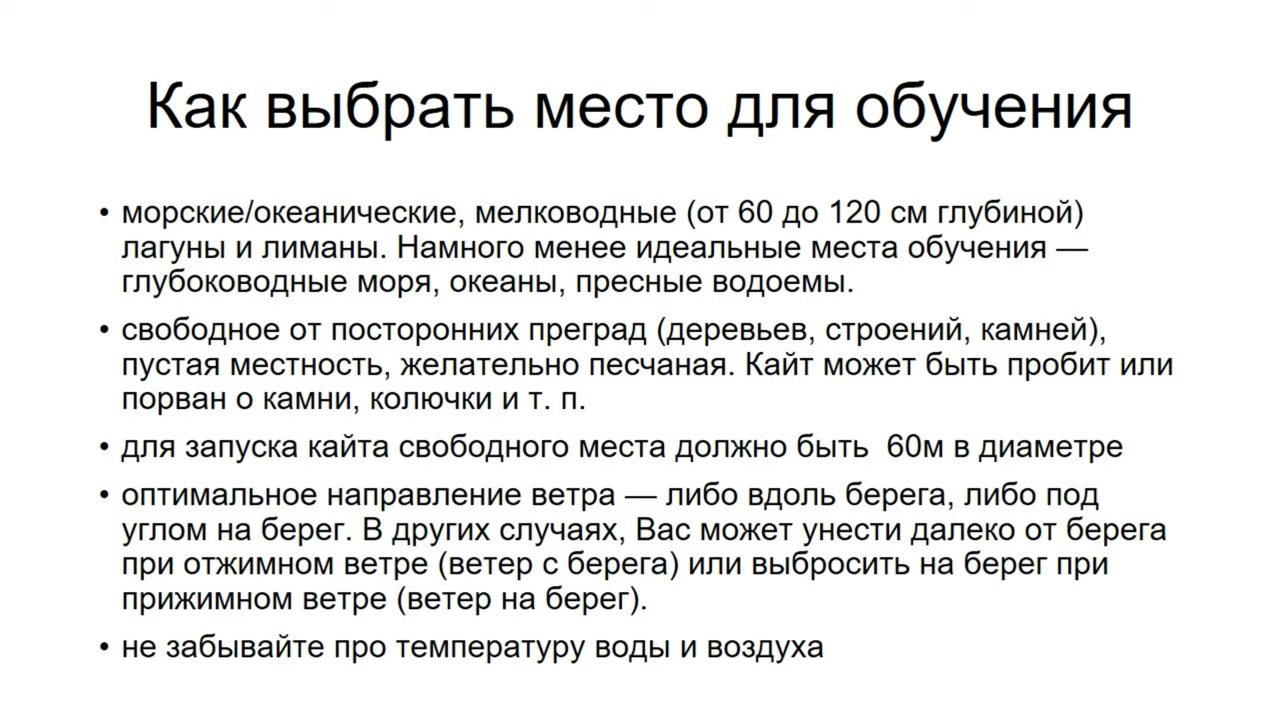 Как выбрать место для обучения
• морские/океанические, мелководные (от 60 до 120 см глубиной)
лагуны и лиманы. Намного менее идеальные места обучения —
глубоководные моря, океаны, пресные водоемы.
• свободное от посторонних преград (деревьев, строений, камней),
пустая местность, желательно песчаная. Кайт может быть пробит или
порван о камни, колючки и т. п.
• для запуска кайта свободного места должно быть  60м в диаметре
• оптимальное направление ветра — либо вдоль берега, либо под
углом на берег. В других случаях, Вас может унести далеко от берега
при отжимном ветре (ветер с берега) или выбросить на берег при
прижимном ветре (ветер на берег).
• не забывайте про температуру воды и воздуха